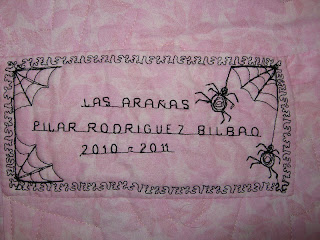 LAS ARAÑAS
PILAR RODRIGUEZ BILBAO
2010 - 2011